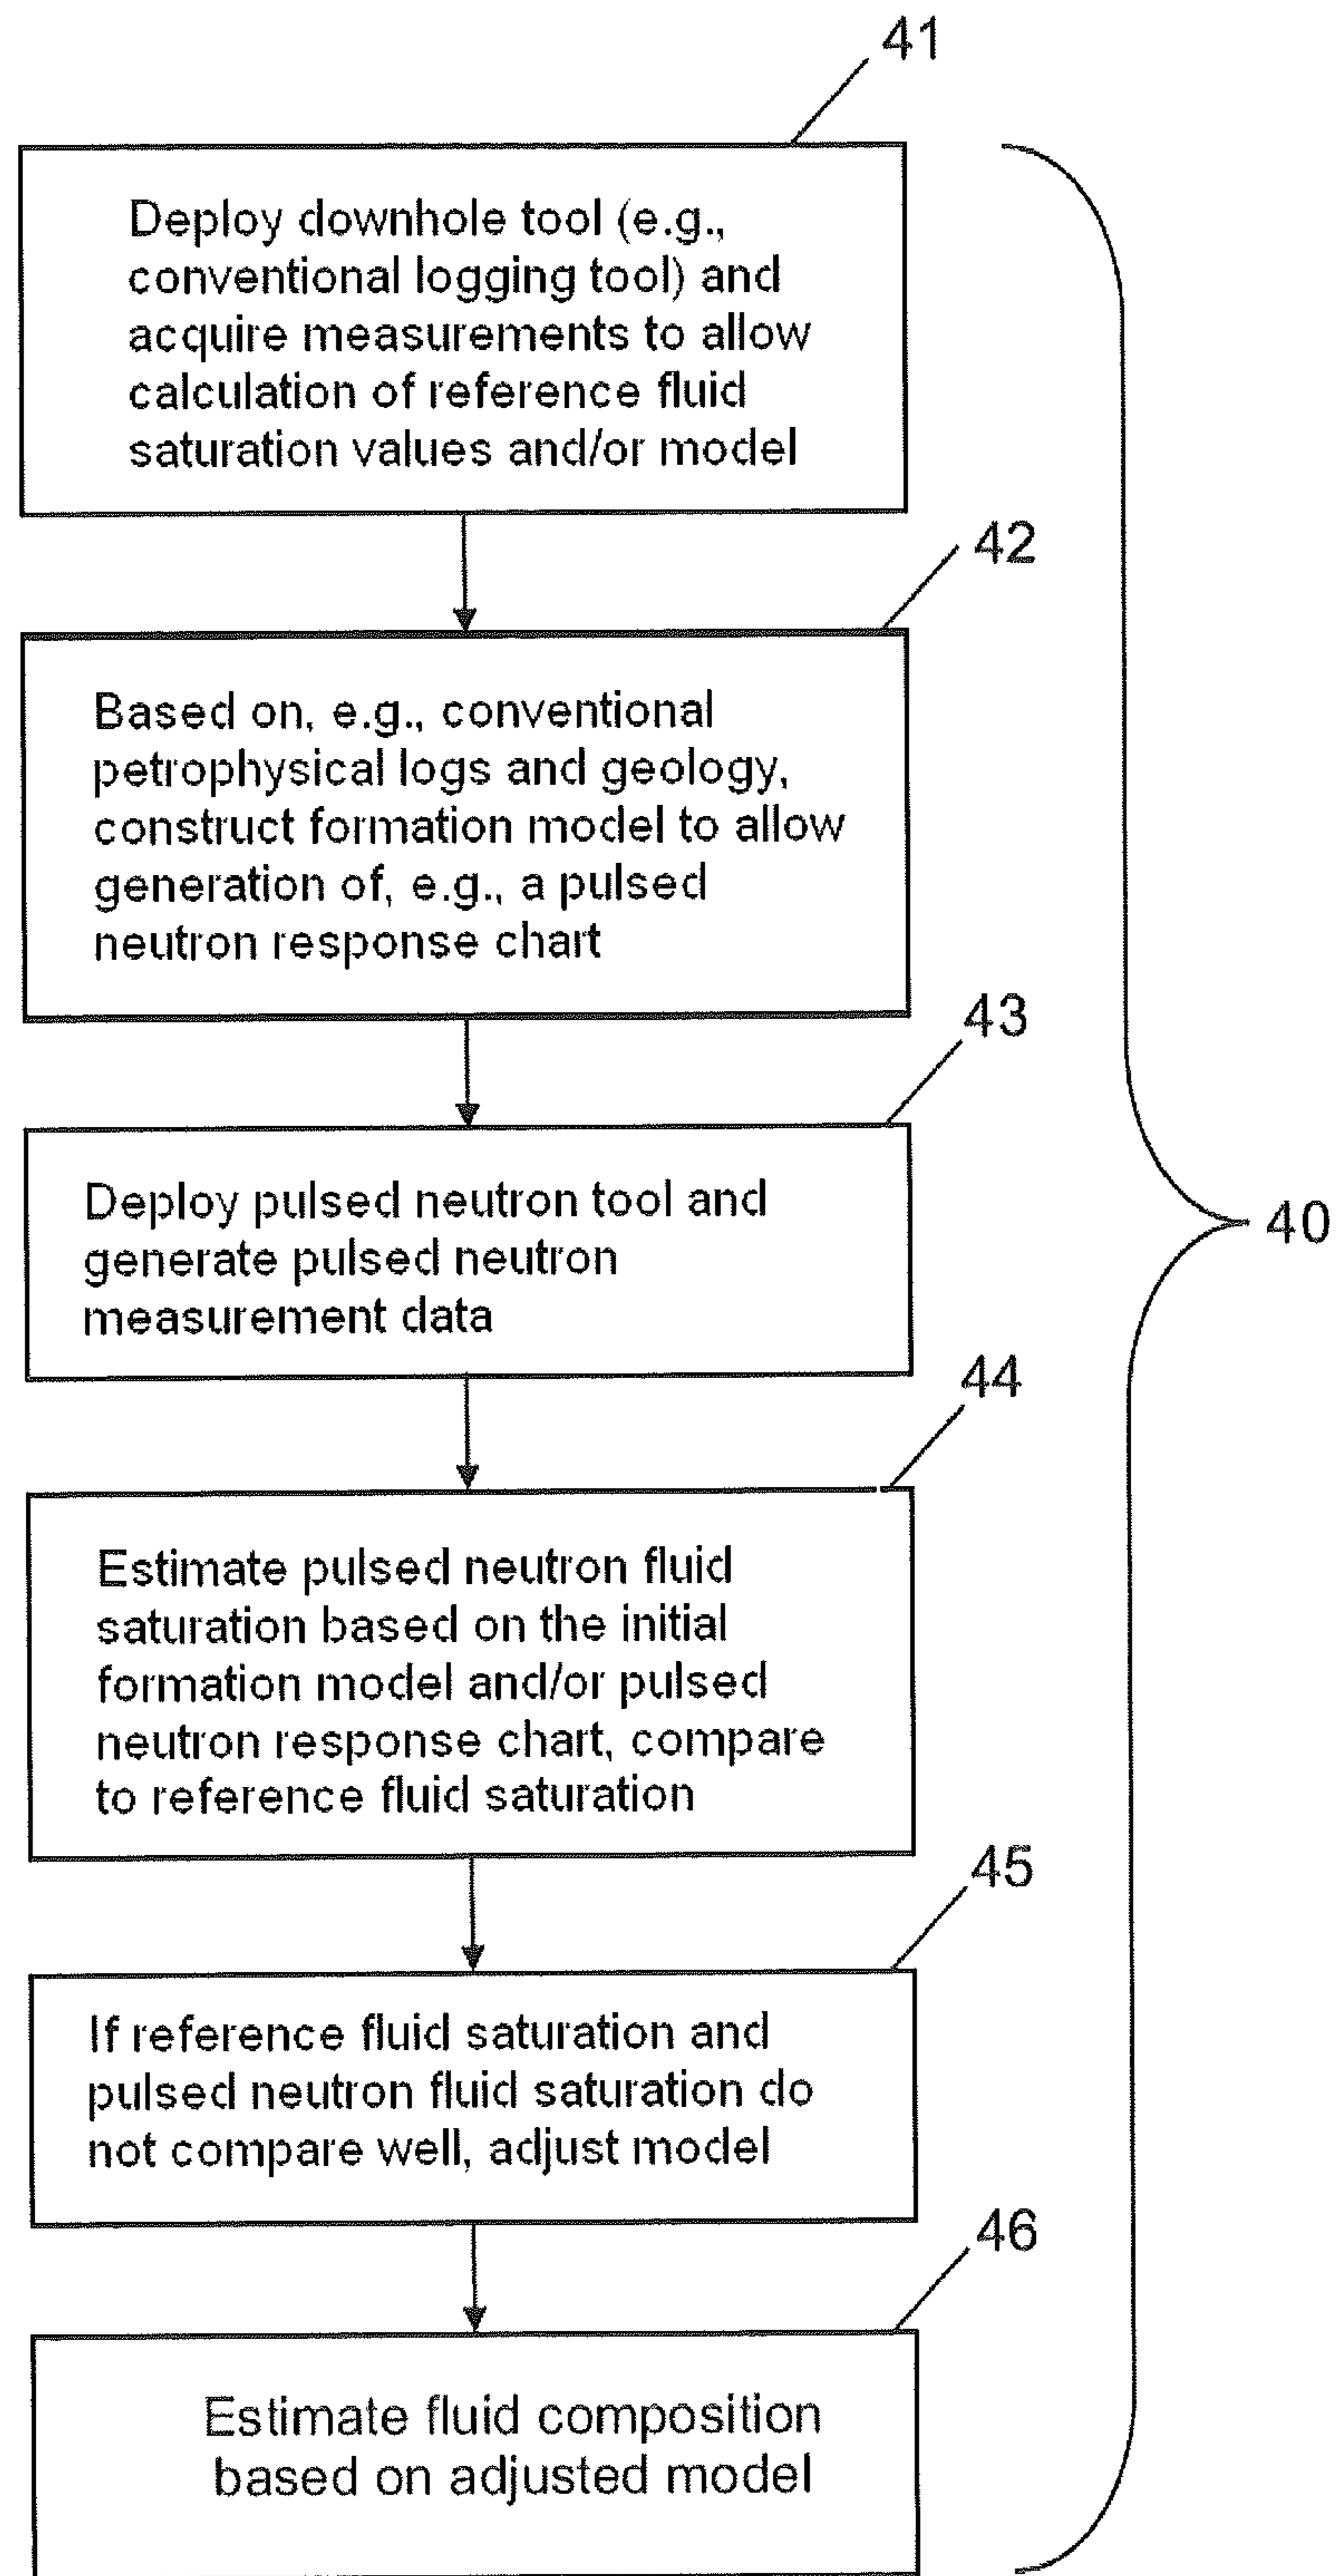 41
Deploy downhole tool (e.g.,
conventional logging tool) and
acquire measurements to allow
calculation of reference fluid
saturation values and/or model
42
Based on, e.g., conventional
petrophysical logs and geology,
construct formation model to allow
generation of, e.g., a pulsed
neutron response chart
43
Deploy pulsed neutron tool and
generate pulsed neutron
measurement data
40
44
Estimate pulsed neutron fluid
saturation based on the initial
formation model and/or pulsed
neutron response chart, compare
to reference fluid saturation
45
If reference fluid saturation and
pulsed neutron fluid saturation do
not compare well, adjust model
46
Estimate fluid composition
based on adjusted model